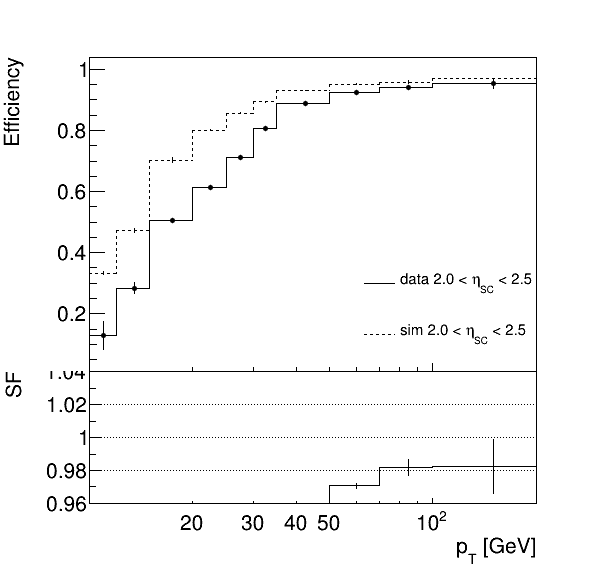 Efficiency
1
0.8
0.6
0.4
0.2
data 2.0 < η_SC < 2.5
sim 2.0 < η_SC < 2.5
SF
1.04
1.02
1
0.98
0.96
20 30 40 50 10²
p_T [GeV]